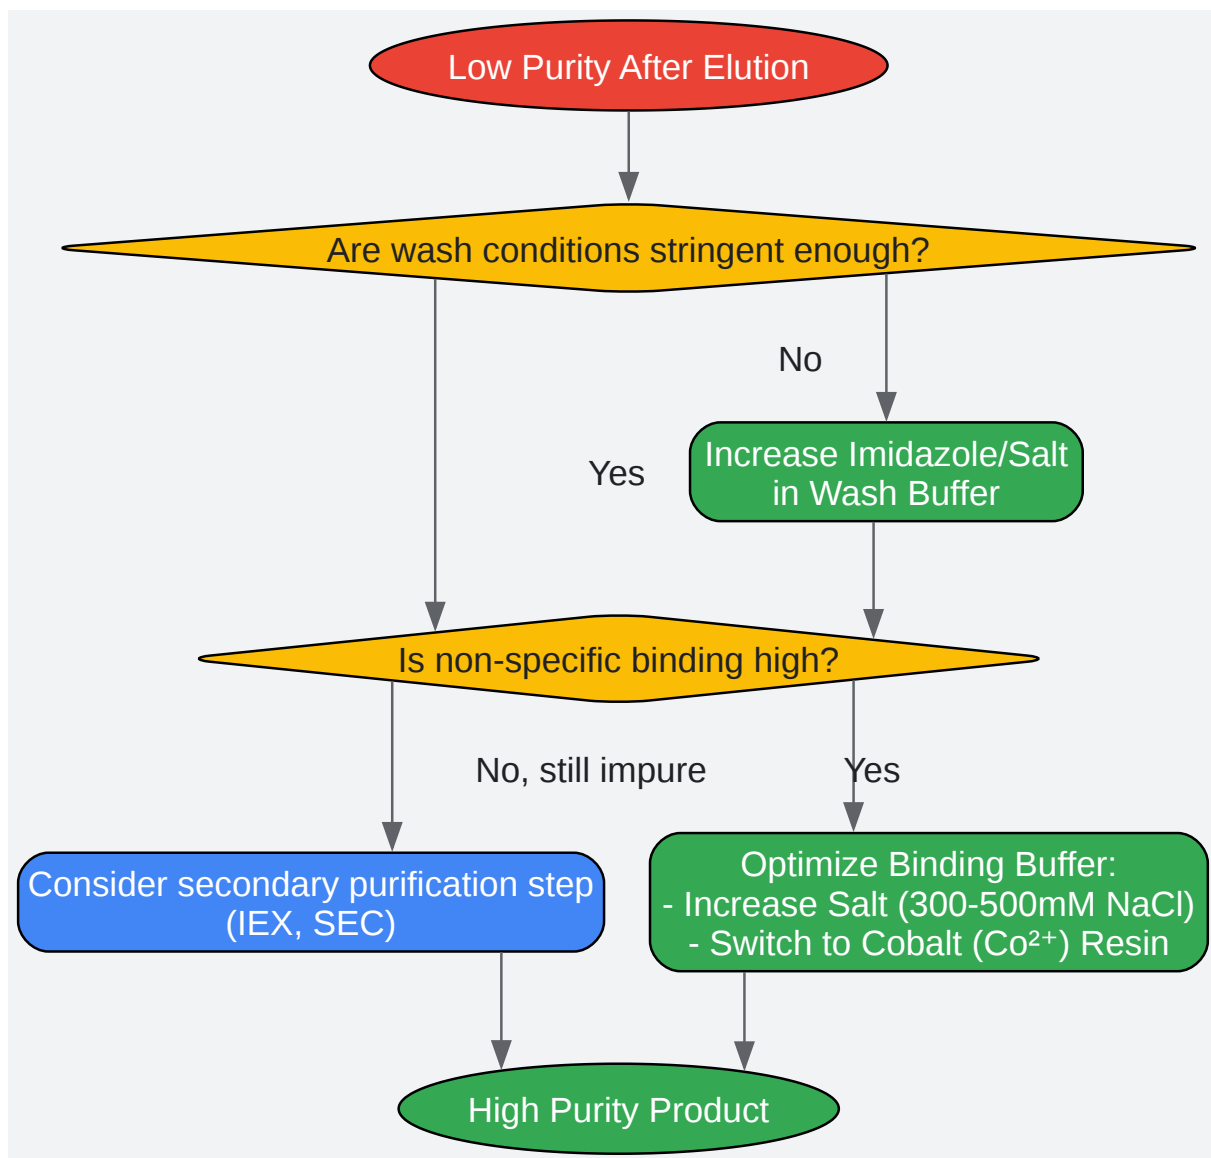 Low Purity After Elution
Are wash conditions stringent enough?
No
Increase Imidazole/Salt
in Wash Buffer
Yes
Is non-specific binding high?
No, still impure
Yes
Consider secondary purification step
(IEX, SEC)
Optimize Binding Buffer:
- Increase Salt (300-500mM NaCl)
- Switch to Cobalt (Co²⁺) Resin
High Purity Product